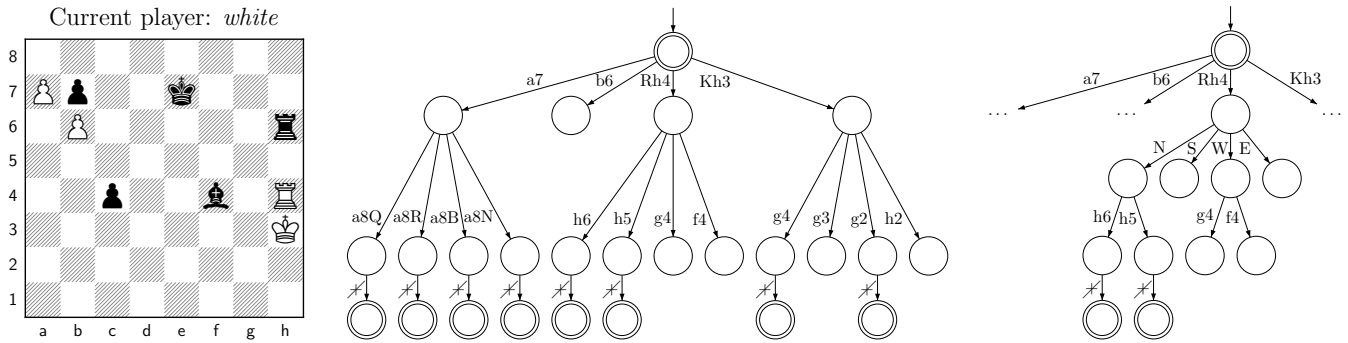 Current player: white
8
7
6
5
4
3
2
1
a b c d e f g h
a7 b6 Rh4 Kh3
a8Q a8R a8B a8N h6 h5 g4 f4 g4 g3 g2 h2
+ + + + + + + +
a7 b6 Rh4 Kh3
... ... ...
N S W E
h6 h5 g4 f4
+ +